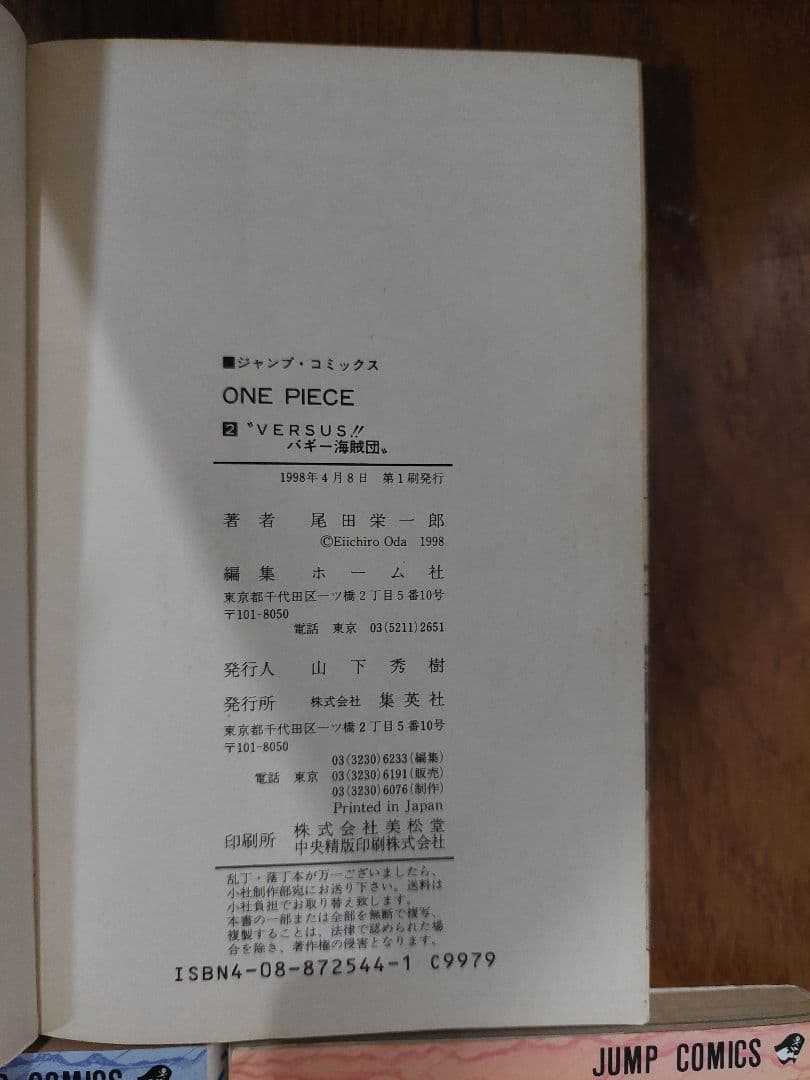 ■ジャンプ・コミックス
ONE PIECE
2 〝VERSUS!!
バギー海賊団〟
1998年4月8日 第1刷発行
著者 尾田栄一郎
©Eiichiro Oda 1998
編集 ホーム社
東京都千代田区一ツ橋2丁目5番10号
〒101-8050
電話 東京 03(5211)2651
発行人 山下秀樹
発行所 株式会社 集英社
東京都千代田区一ツ橋2丁目5番10号
〒101-8050
03(3230)6233(編集)
電話 東京 03(3230)6191(販売)
03(3230)6076(制作)
Printed in Japan
印刷所 株式会社美松堂
中央精版印刷株式会社
乱丁・落丁本が万一ございましたら、
小社制作部宛にお送り下さい。送料は
小社負担でお取り替え致します。
本書の一部または全部を無断で複写、
複製することは、法律で認められた場
合を除き、著作権の侵害となります。
ISBN4-08-872544-1 C9979
COMICS
JUMP COMICS